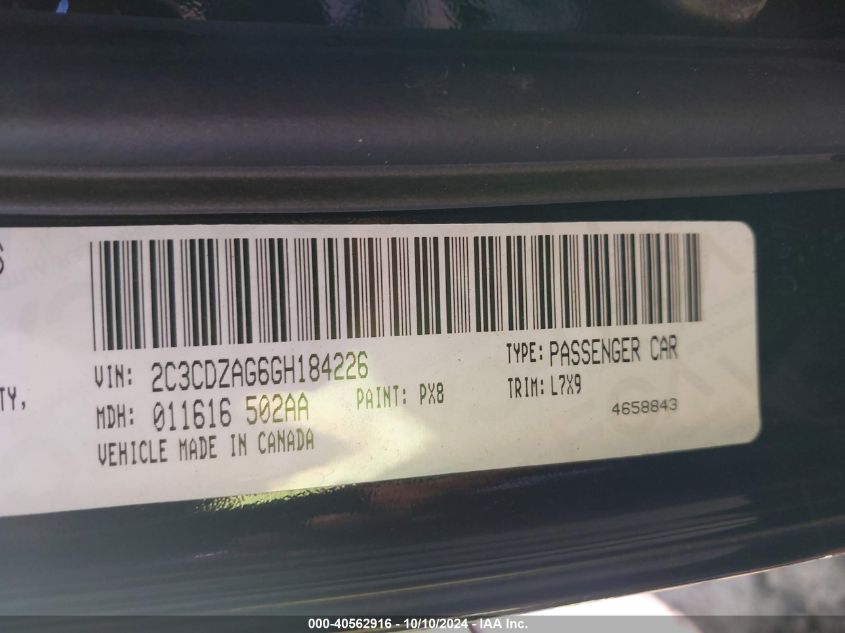 VIN: 2C3CDZAG6GH184226 TYPE: PASSENGER CAR
TY,
MDH: 011616 502AA PAINT: PX8 TRIM: L7X9
4658843
VEHICLE MADE IN CANADA
000-40562916 - 10/10/2024 - IAA Inc.